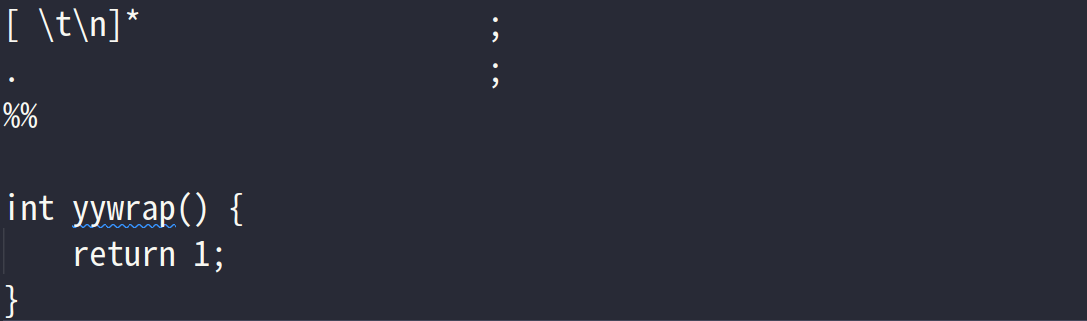 [ \t\n]*                           ;
.                                  ;
%%

int yywrap() {
    return 1;
}